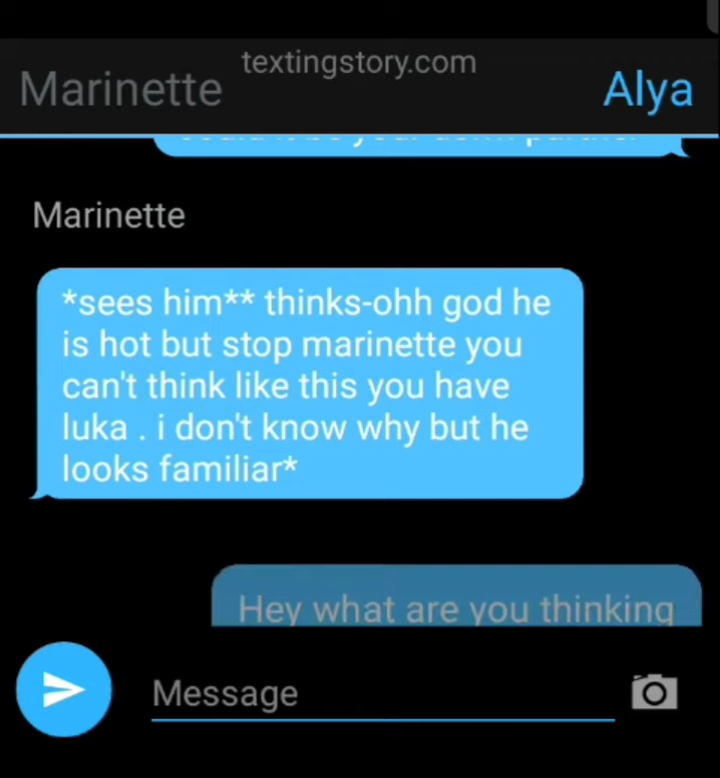 textingstory.com
Marinette
Alya
Marinette
*sees him** thinks-ohh god he
is hot but stop marinette you
can't think like this you have
luka . i don't know why but he
looks familiar*
Hey what are you thinking
Message